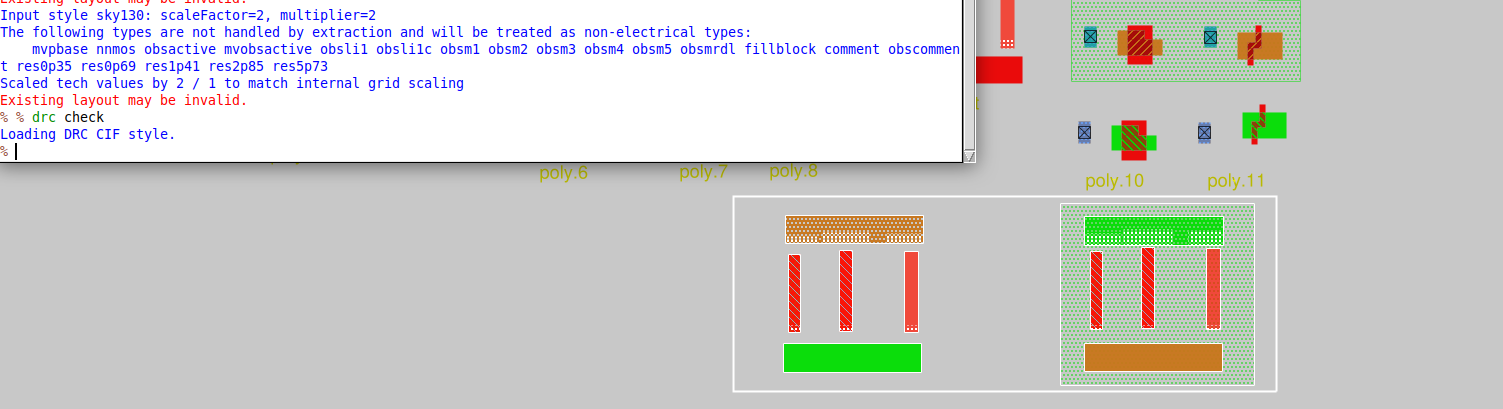 Existing layout may be invalid.
Input style sky130: scaleFactor=2, multiplier=2
The following types are not handled by extraction and will be treated as non-electrical types:
    mvpbase nnmos obsactive mvobsactive obsli1 obsli1c obsm1 obsm2 obsm3 obsm4 obsm5 obsmrdl fillblock comment obscommen
t res0p35 res0p69 res1p41 res2p85 res5p73
Scaled tech values by 2 / 1 to match internal grid scaling
Existing layout may be invalid.
% % drc check
Loading DRC CIF style.
%
poly.6
poly.7
poly.8
poly.10
poly.11